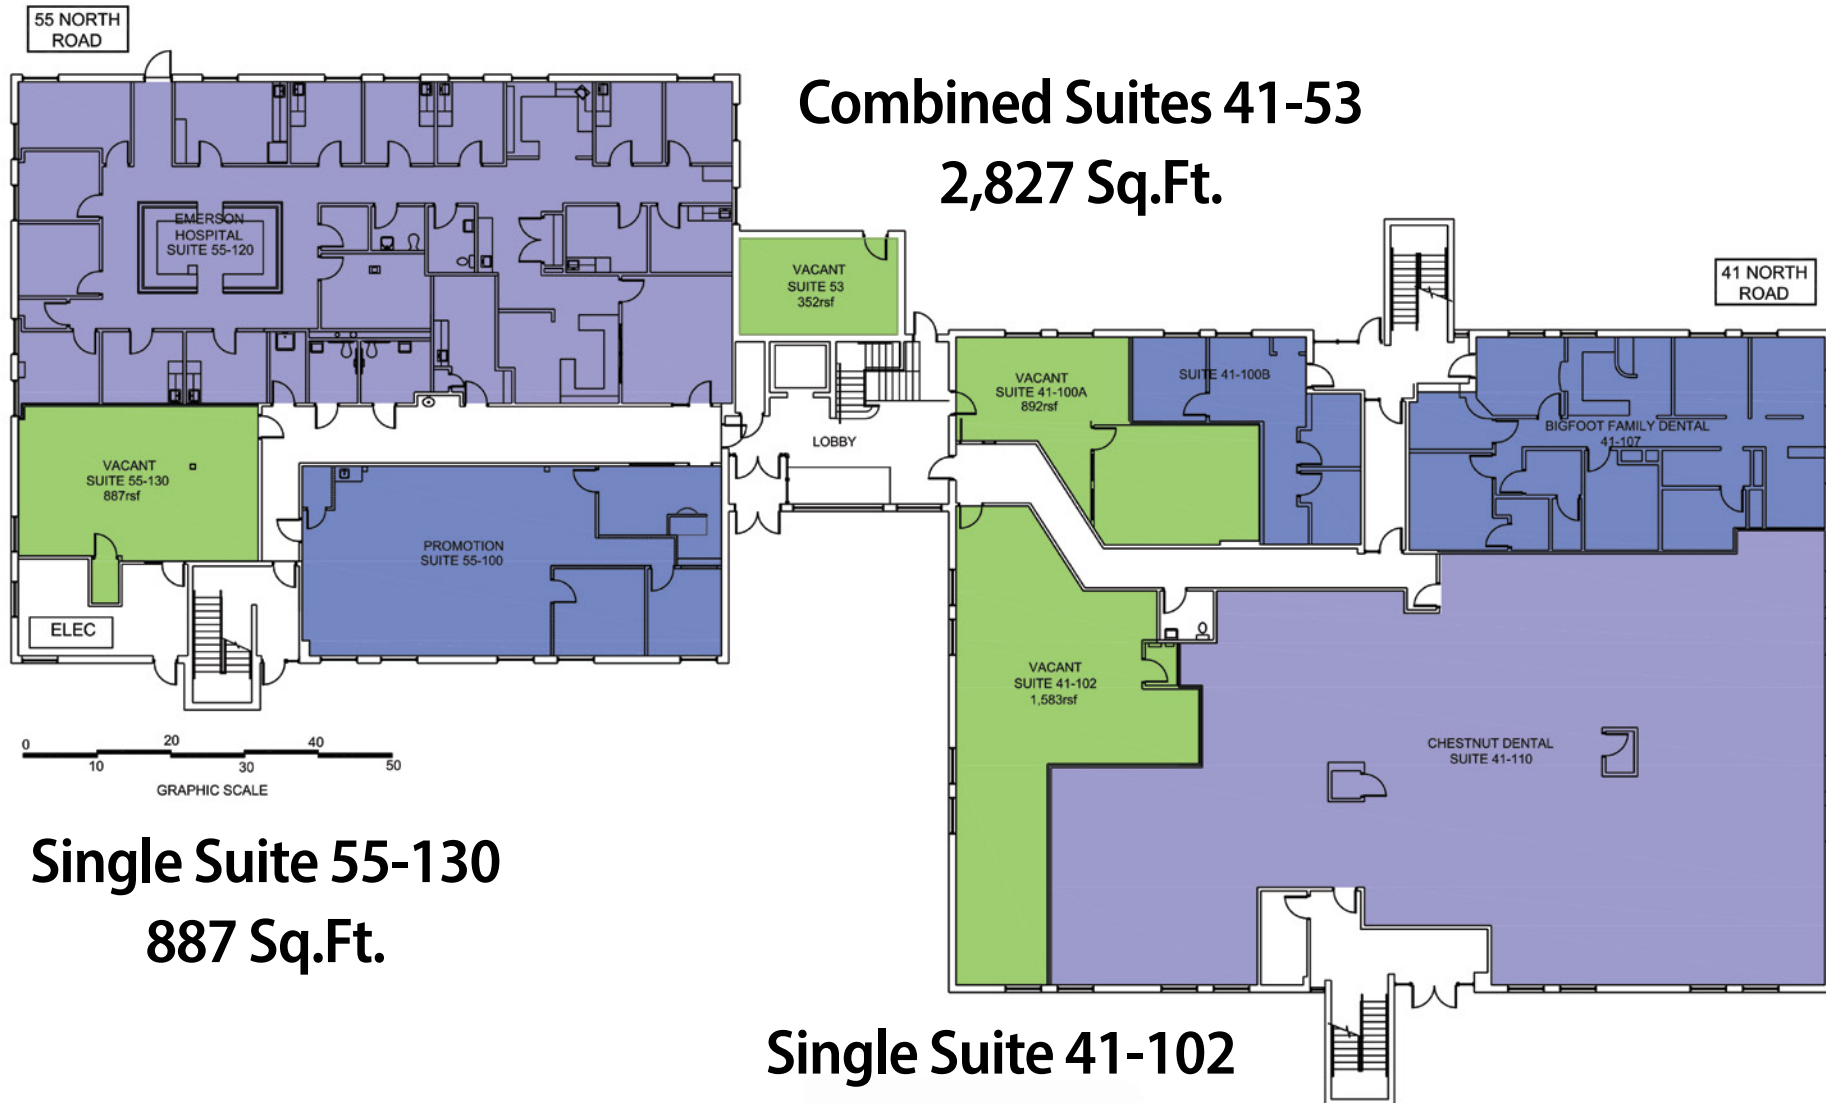 55 NORTH
ROAD
Combined Suites 41-53
2,827 Sq.Ft.
EMERSON
HOSPITAL
SUITE 55-120
VACANT
SUITE 53
352rsf
41 NORTH
ROAD
VACANT
SUITE 41-100A
892rsf
SUITE 41-100B
BIGFOOT FAMILY DENTAL
41-107
LOBBY
VACANT
SUITE 55-130
887rsf
PROMOTION
SUITE 55-100
ELEC
VACANT
SUITE 41-102
1,583rsf
CHESTNUT DENTAL
SUITE 41-110
0 20 40
10 30 50
GRAPHIC SCALE
Single Suite 55-130
887 Sq.Ft.
Single Suite 41-102